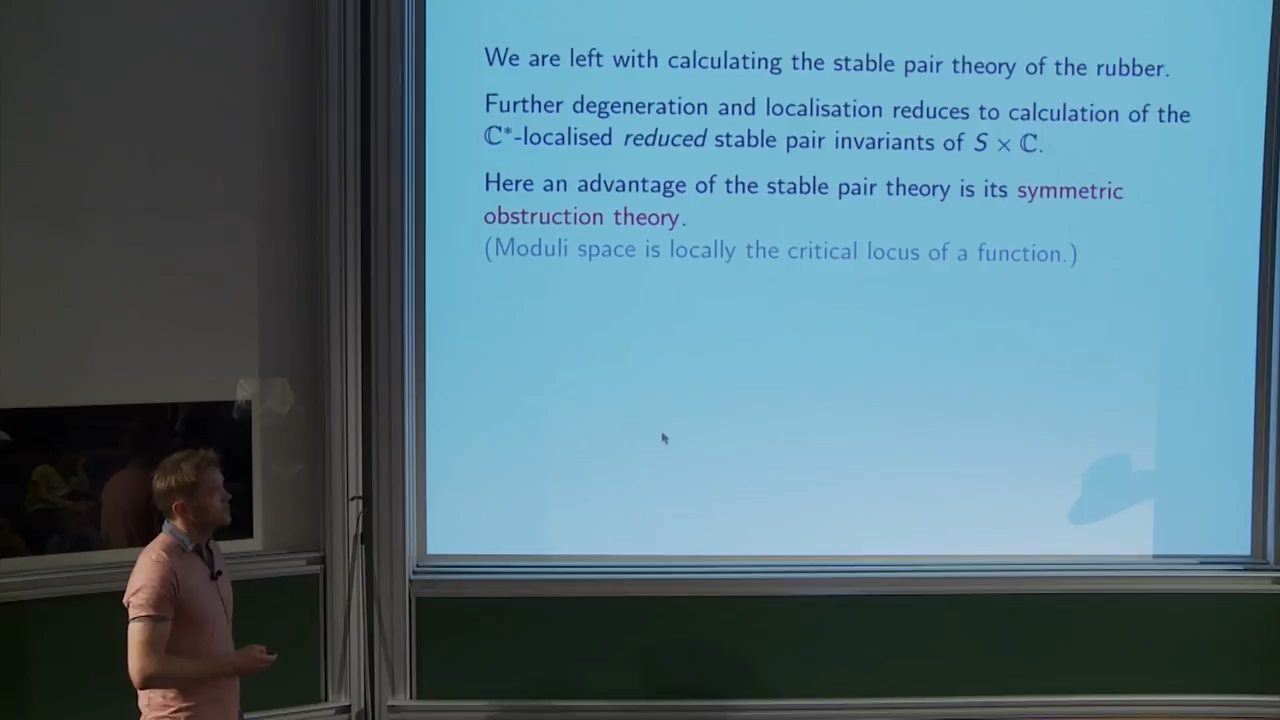 We are left with calculating the stable pair theory of the rubber.
Further degeneration and localisation reduces to calculation of the
ℂ*-localised reduced stable pair invariants of S × ℂ.
Here an advantage of the stable pair theory is its symmetric
obstruction theory.
(Moduli space is locally the critical locus of a function.)